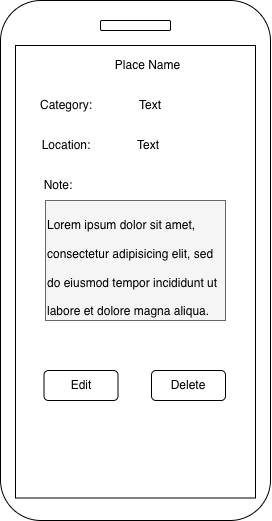 Place Name
Category: Text
Location: Text
Note:
Lorem ipsum dolor sit amet,
consectetur adipisicing elit, sed
do eiusmod tempor incididunt ut
labore et dolore magna aliqua.
Edit Delete